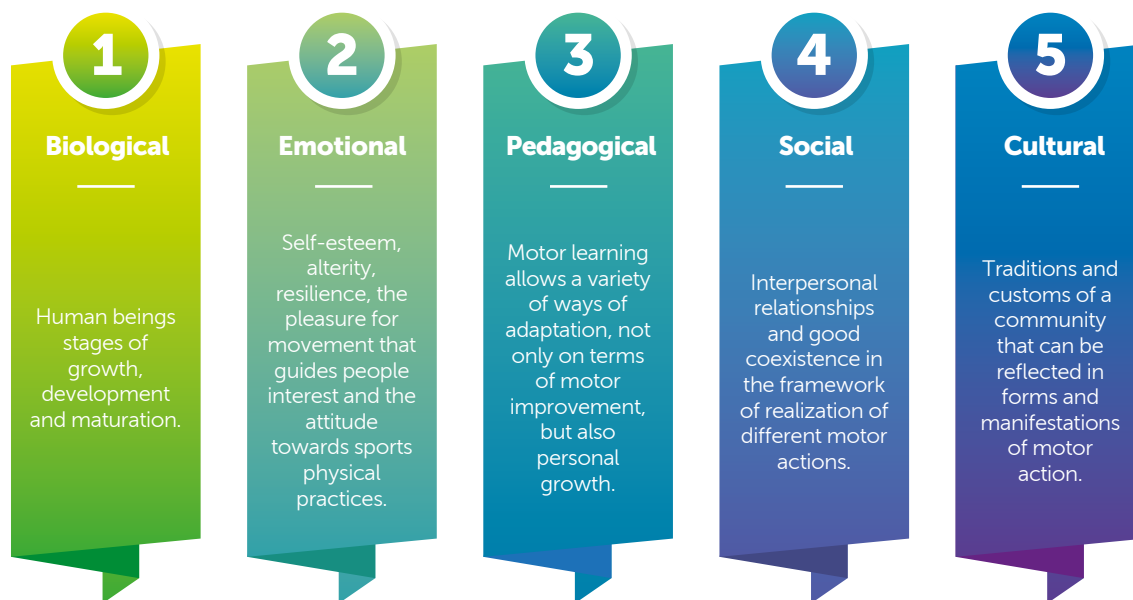 1
Biological
Human beings
stages of
growth,
development
and maturation.
2
Emotional
Self-esteem,
alterity,
resilience, the
pleasure for
movement that
guides people
interest and the
attitude
towards sports
physical
practices.
3
Pedagogical
Motor learning
allows a variety
of ways of
adaptation, not
only on terms
of motor
improvement,
but also
personal
growth.
4
Social
Interpersonal
relationships
and good
coexistence in
the framework
of realization of
different motor
actions.
5
Cultural
Traditions and
customs of a
community
that can be
reflected in
forms and
manifestations
of motor
action.